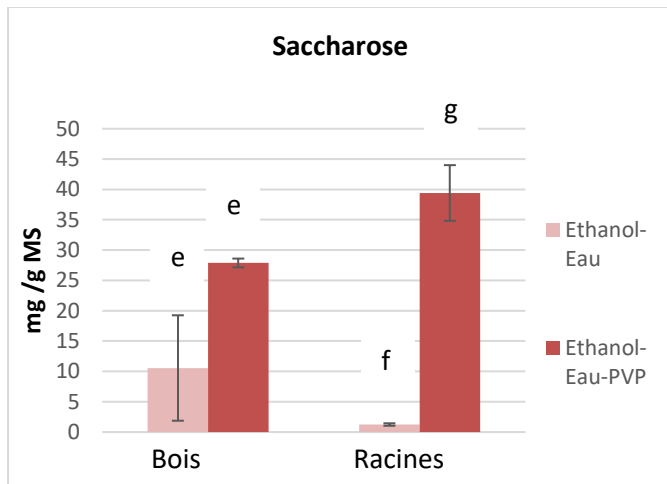 Saccharose
mg /g MS
50
45
40
35
30
25
20
15
10
5
0
e
e
f
g
Bois
Racines
Ethanol-
Eau
Ethanol-
Eau-PVP